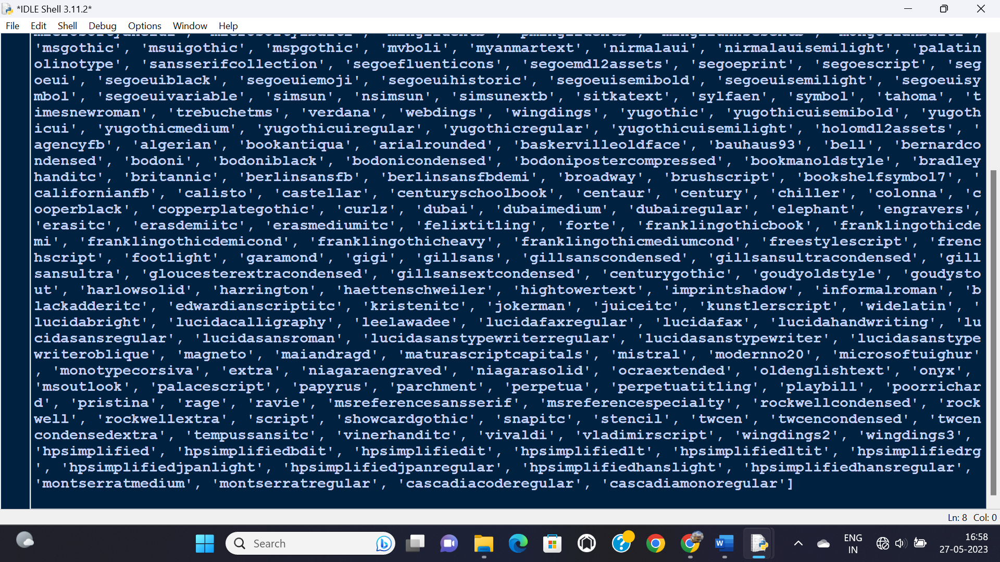 *IDLE Shell 3.11.2*
File Edit Shell Debug Options Window Help
'msgothic', 'msuigothic', 'mspgothic', 'mvboli', 'myanmartext', 'nirmalaui', 'nirmalauisemilight', 'palatin
olinotype', 'sansserifcollection', 'segoefluenticons', 'segoemdl2assets', 'segoeprint', 'segoescript', 'seg
oeui', 'segoeuiblack', 'segoeuiemoji', 'segoeuihistoric', 'segoeuisemibold', 'segoeuisemilight', 'segoeuisy
mbol', 'segoeuivariable', 'simsun', 'nsimsun', 'simsunextb', 'sitkatext', 'sylfaen', 'symbol', 'tahoma', 't
imesnewroman', 'trebuchetms', 'verdana', 'webdings', 'wingdings', 'yugothic', 'yugothicuisemibold', 'yugoth
icui', 'yugothicmedium', 'yugothicuiregular', 'yugothicregular', 'yugothicuisemilight', 'holomdl2assets', '
agencyfb', 'algerian', 'bookantiqua', 'arialrounded', 'baskervilleoldface', 'bauhaus93', 'bell', 'bernardco
ndensed', 'bodoni', 'bodoniblack', 'bodonicondensed', 'bodonipostercompressed', 'bookmanoldstyle', 'bradley
handitc', 'britannic', 'berlinsansfb', 'berlinsansfbdemi', 'broadway', 'brushscript', 'bookshelfsymbol7', '
californianfb', 'calisto', 'castellar', 'centuryschoolbook', 'centaur', 'century', 'chiller', 'colonna', 'c
ooperblack', 'copperplategothic', 'curlz', 'dubai', 'dubaimedium', 'dubairegular', 'elephant', 'engravers',
'erasitc', 'erasdemiitc', 'erasmediumitc', 'felixtitling', 'forte', 'franklingothicbook', 'franklingothicde
mi', 'franklingothicdemicond', 'franklingothicheavy', 'franklingothicmediumcond', 'freestylescript', 'frenc
hscript', 'footlight', 'garamond', 'gigi', 'gillsans', 'gillsanscondensed', 'gillsansultracondensed', 'gill
sansultra', 'gloucesterextracondensed', 'gillsansextcondensed', 'centurygothic', 'goudyoldstyle', 'goudysto
ut', 'harlowsolid', 'harrington', 'haettenschweiler', 'hightowertext', 'imprintshadow', 'informalroman', 'b
lackadderitc', 'edwardianscriptitc', 'kristenitc', 'jokerman', 'juiceitc', 'kunstlerscript', 'widelatin', '
lucidabright', 'lucidacalligraphy', 'leelawadee', 'lucidafaxregular', 'lucidafax', 'lucidahandwriting', 'lu
cidasansregular', 'lucidasansroman', 'lucidasanstypewriterregular', 'lucidasanstypewriter', 'lucidasanstype
writeroblique', 'magneto', 'maiandragd', 'maturascriptcapitals', 'mistral', 'modernno20', 'microsoftuighur'
, 'monotypecorsiva', 'extra', 'niagaraengraved', 'niagarasolid', 'ocraextended', 'oldenglishtext', 'onyx',
'msoutlook', 'palacescript', 'papyrus', 'parchment', 'perpetua', 'perpetuatitling', 'playbill', 'poorrichar
d', 'pristina', 'rage', 'ravie', 'msreferencesansserif', 'msreferencespecialty', 'rockwellcondensed', 'rock
well', 'rockwellextra', 'script', 'showcardgothic', 'snapitc', 'stencil', 'twcen', 'twcencondensed', 'twcen
condensedextra', 'tempussansitc', 'vinerhanditc', 'vivaldi', 'vladimirscript', 'wingdings2', 'wingdings3',
'hpsimplified', 'hpsimplifiedbdit', 'hpsimplifiedit', 'hpsimplifiedlt', 'hpsimplifiedltit', 'hpsimplifiedrg
', 'hpsimplifiedjpanlight', 'hpsimplifiedjpanregular', 'hpsimplifiedhanslight', 'hpsimplifiedhansregular',
'montserratmedium', 'montserratregular', 'cascadiacoderegular', 'cascadiamonoregular']
Ln: 8 Col: 0
Search
ENG
IN
16:58
27-05-2023